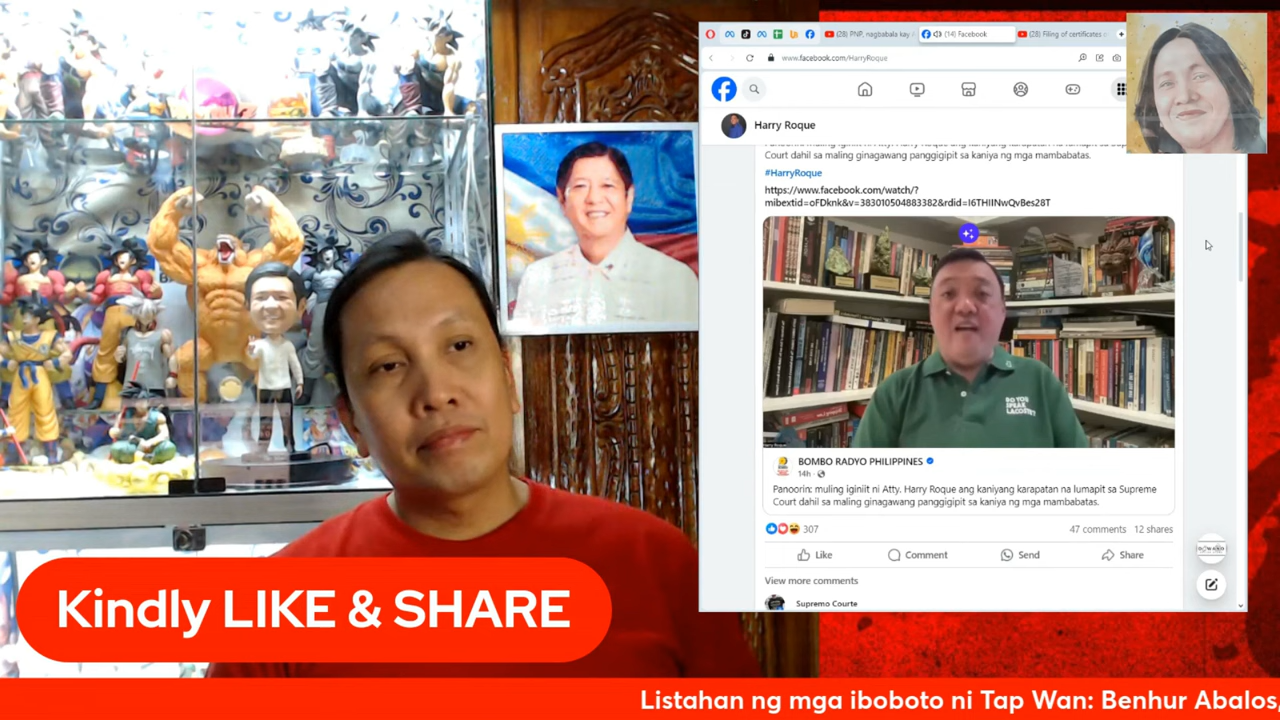 (28) PNP, nagbabala kay
(14) Facebook
(28) Filing of certificates o
www.facebook.com/HarryRoque
Harry Roque
Court dahil sa maling ginagawang panggigipit sa kaniya ng mga mambabatas.
#HarryRoque
https://www.facebook.com/watch/?
mibextid=oFDknk&v=383010504883382&rdid=I6THIINwQvBes28T
DO YOU
SPEAK
LACOSTE?
BOMBO RADYO PHILIPPINES
14h
Panoorin: muling iginiit ni Atty. Harry Roque ang kaniyang karapatan na lumapit sa Supreme
Court dahil sa maling ginagawang panggigipit sa kaniya ng mga mambabatas.
307
47 comments 12 shares
Like Comment Send Share
View more comments
Supremo Courte
Kindly LIKE & SHARE
Listahan ng mga iboboto ni Tap Wan: Benhur Abalos,